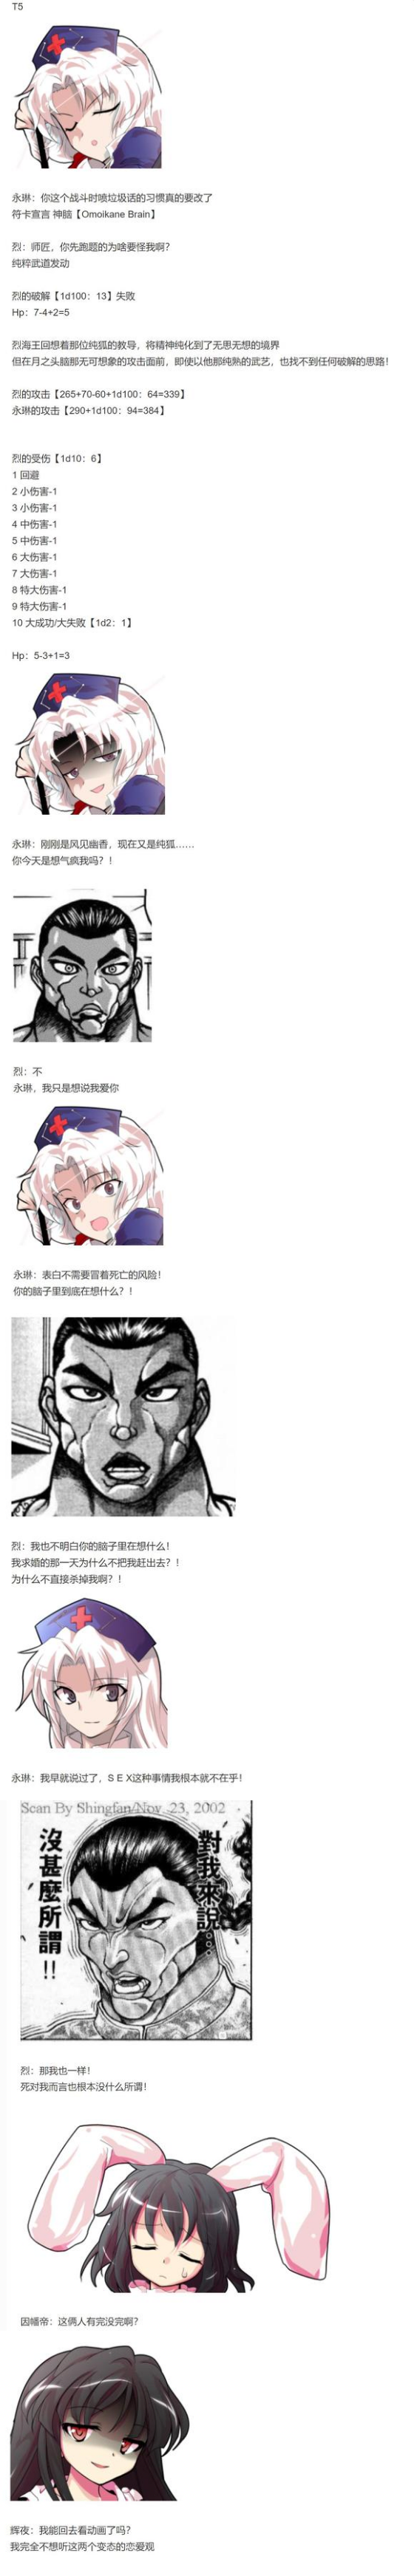 T5
永琳：你这个战斗时喷垃圾话的习惯真的要改了
符卡宣言 神脑【Omoikane Brain】
烈：师匠，你先跑题的为啥要怪我啊？
纯粹武道发动
烈的破解【1d100：13】失败
Hp：7-4+2=5
烈海王回想着那位纯狐的教导，将精神纯化到了无思无想的境界
但在月之头脑那无可想象的攻击面前，即使以他那纯熟的武艺，也找不到任何破解的思路！
烈的攻击【265+70-60+1d100：64=339】
永琳的攻击【290+1d100：94=384】
烈的受伤【1d10：6】
1 回避
2 小伤害-1
3 小伤害-1
4 中伤害-1
5 中伤害-1
6 大伤害-1
7 大伤害-1
8 特大伤害-1
9 特大伤害-1
10 大成功/大失败【1d2：1】
Hp：5-3+1=3
永琳：刚刚是风见幽香，现在又是纯狐……
你今天是想气疯我吗？！
烈：不
永琳，我只是想说我爱你
永琳：表白不需要冒着死亡的风险！
你的脑子里到底在想什么？！
烈：我也不明白你的脑子里在想什么！
我求婚的那一天为什么不把我赶出去？！
为什么不直接杀掉我啊？！
永琳：我早就说过了，S E X这种事情我根本就不在乎！
Scan By Shingfan/Nov 23, 2002
對我來說…
沒甚麼所謂!!
烈：那我也一样！
死对我而言也根本没什么所谓！
因幡帝：这俩人有完没完啊？
辉夜：我能回去看动画了吗？
我完全不想听这两个变态的恋爱观